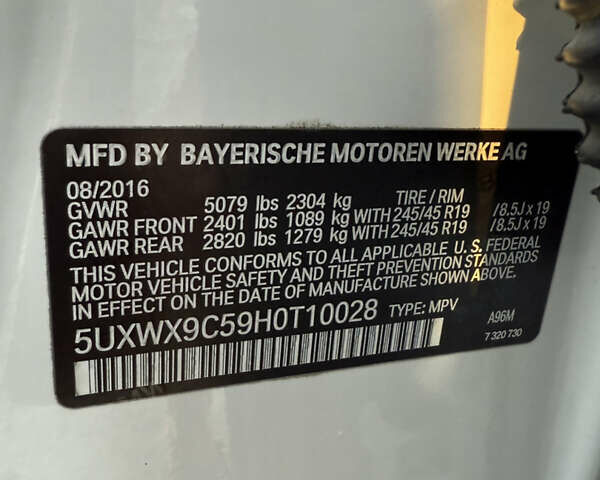 MFD BY BAYERISCHE MOTOREN WERKE AG
08/2016
GVWR 5079 lbs 2304 kg TIRE / RIM
GAWR FRONT 2401 lbs 1089 kg WITH 245/45 R19 / 8.5J x 19
GAWR REAR 2820 lbs 1279 kg WITH 245/45 R19 / 8.5J x 19
THIS VEHICLE CONFORMS TO ALL APPLICABLE U. S. FEDERAL
MOTOR VEHICLE SAFETY AND THEFT PREVENTION STANDARDS
IN EFFECT ON THE DATE OF MANUFACTURE SHOWN ABOVE.
5UXWX9C59H0T10028 TYPE: MPV A96M
7 320 730